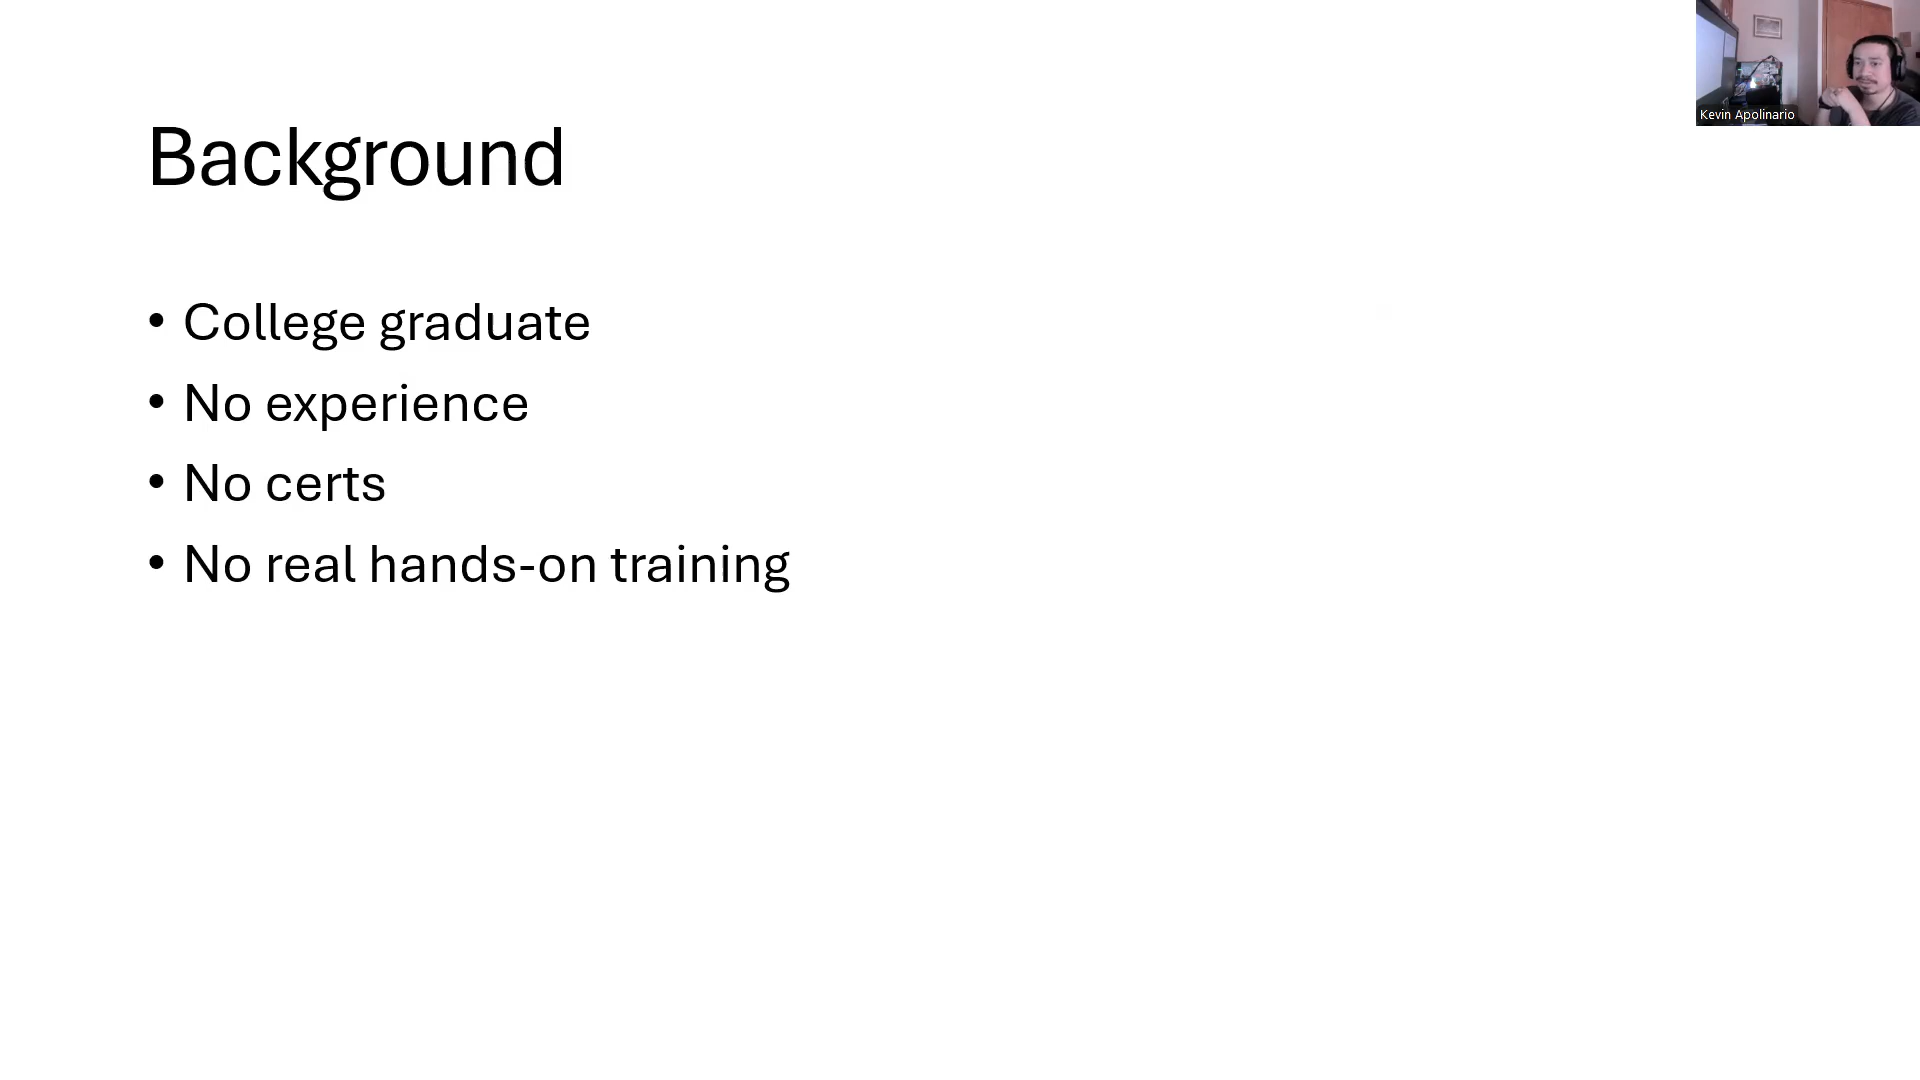 Kevin Apolinario
Background
• College graduate
• No experience
• No certs
• No real hands-on training